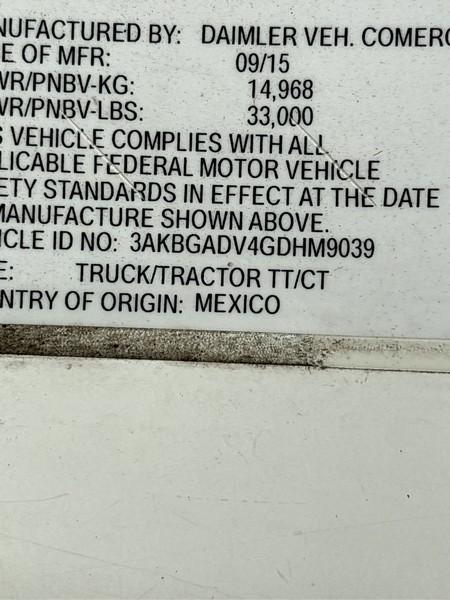 NUFACTURED BY: DAIMLER VEH. COMERC
E OF MFR: 09/15
WR/PNBV-KG: 14,968
WR/PNBV-LBS: 33,000
S VEHICLE COMPLIES WITH ALL
LICABLE FEDERAL MOTOR VEHICLE
ETY STANDARDS IN EFFECT AT THE DATE
MANUFACTURE SHOWN ABOVE.
ICLE ID NO: 3AKBGADV4GDHM9039
E: TRUCK/TRACTOR TT/CT
NTRY OF ORIGIN: MEXICO